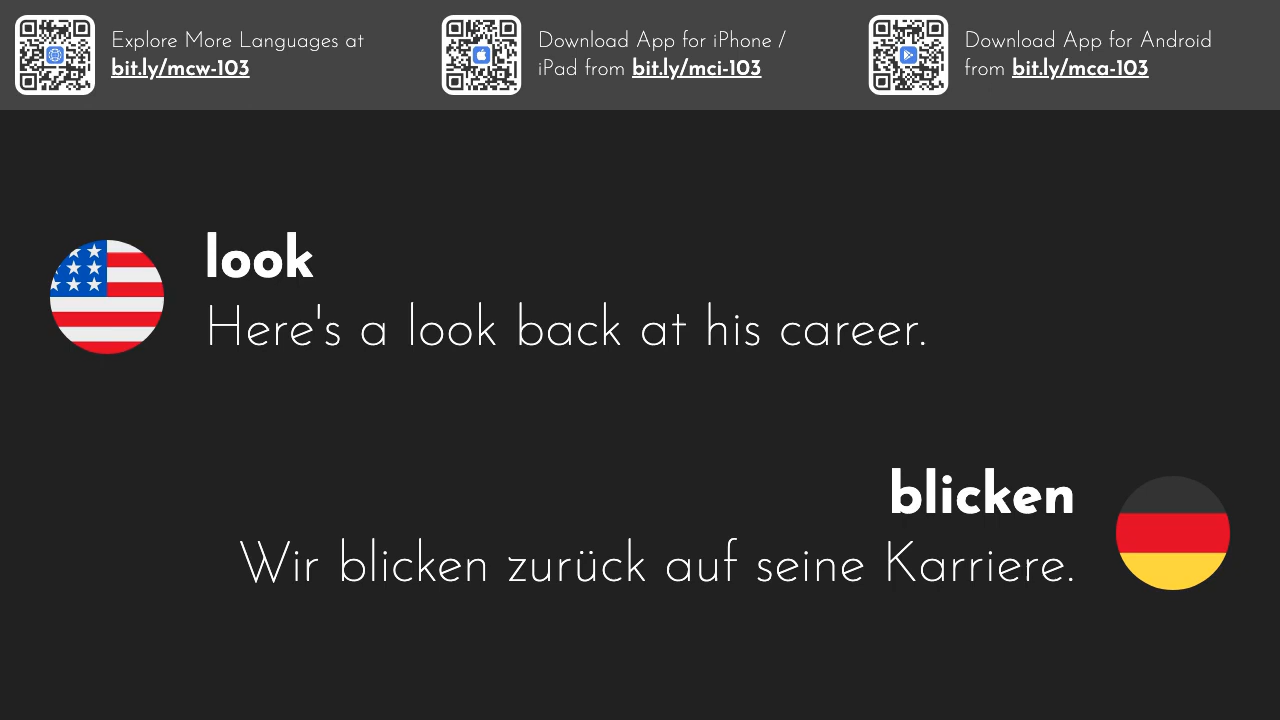 Explore More Languages at
bit.ly/mcw-103
Download App for iPhone /
iPad from bit.ly/mci-103
Download App for Android
from bit.ly/mca-103
look
Here's a look back at his career.
blicken
Wir blicken zurück auf seine Karriere.